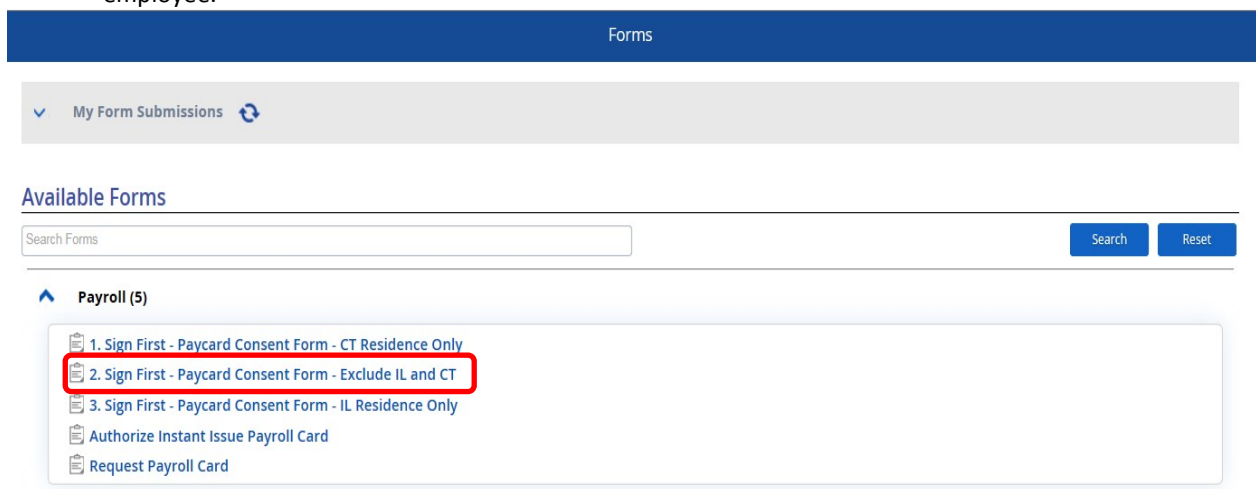 employee.
Forms
My Form Submissions
Available Forms
Search Forms
Search Reset
Payroll (5)
1. Sign First - Paycard Consent Form - CT Residence Only
2. Sign First - Paycard Consent Form - Exclude IL and CT
3. Sign First - Paycard Consent Form - IL Residence Only
Authorize Instant Issue Payroll Card
Request Payroll Card